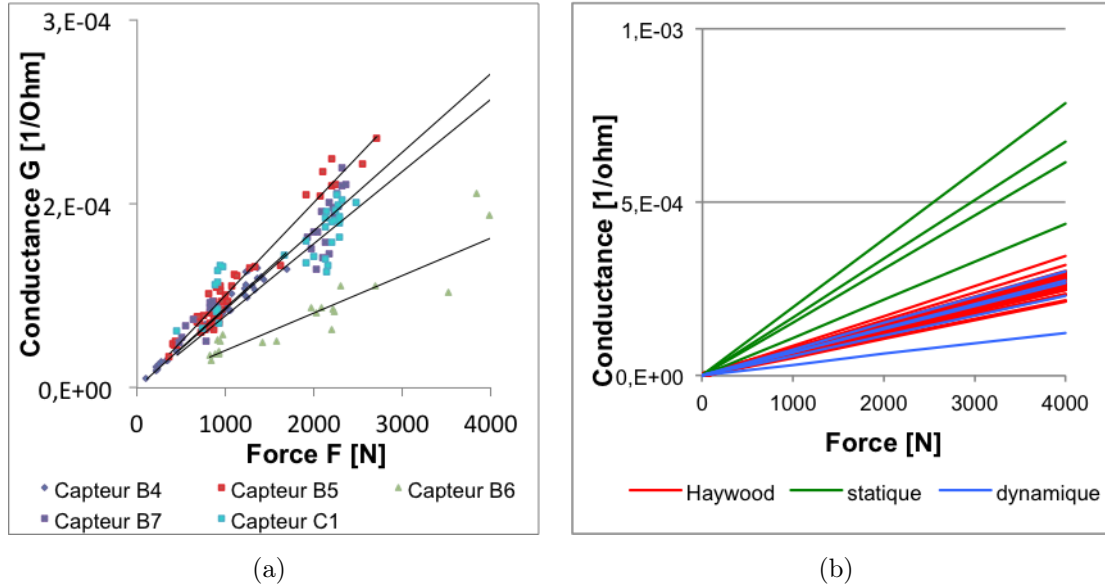 3,E-04
2,E-04
0,E+00
Conductance G [1/Ohm]
0 1000 2000 3000 4000
Force F [N]
Capteur B4 Capteur B5 Capteur B6
Capteur B7 Capteur C1
(a)
1,E-03
5,E-04
0,E+00
Conductance [1/ohm]
0 1000 2000 3000 4000
Force [N]
Haywood statique dynamique
(b)